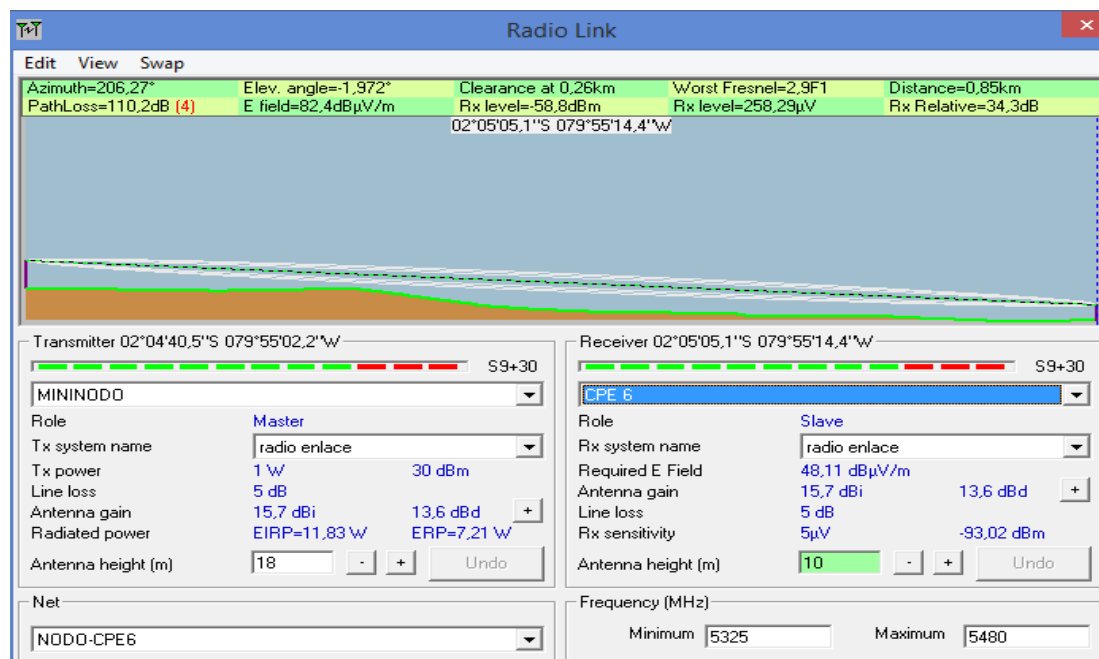 Radio Link
Edit View Swap
Azimuth=206,27° Elev. angle=-1,972° Clearance at 0,26km Worst Fresnel=2,9F1 Distance=0,85km
PathLoss=110,2dB (4) E field=82,4dBµV/m Rx level=-58,8dBm Rx level=258,29µV Rx Relative=34,3dB
02°05'05,1''S 079°55'14,4''W
Transmitter 02°04'40,5''S 079°55'02,2''W
S9+30
MININODO
Role Master
Tx system name radio enlace
Tx power 1 W 30 dBm
Line loss 5 dB
Antenna gain 15,7 dBi 13,6 dBd +
Radiated power EIRP=11,83 W ERP=7,21 W
Antenna height (m) 18 - + Undo
Net
NODO-CPE6
Receiver 02°05'05,1''S 079°55'14,4''W
S9+30
CPE 6
Role Slave
Rx system name radio enlace
Required E Field 48,11 dBµV/m
Antenna gain 15,7 dBi 13,6 dBd +
Line loss 5 dB
Rx sensitivity 5µV -93,02 dBm
Antenna height (m) 10 - + Undo
Frequency (MHz)
Minimum 5325 Maximum 5480